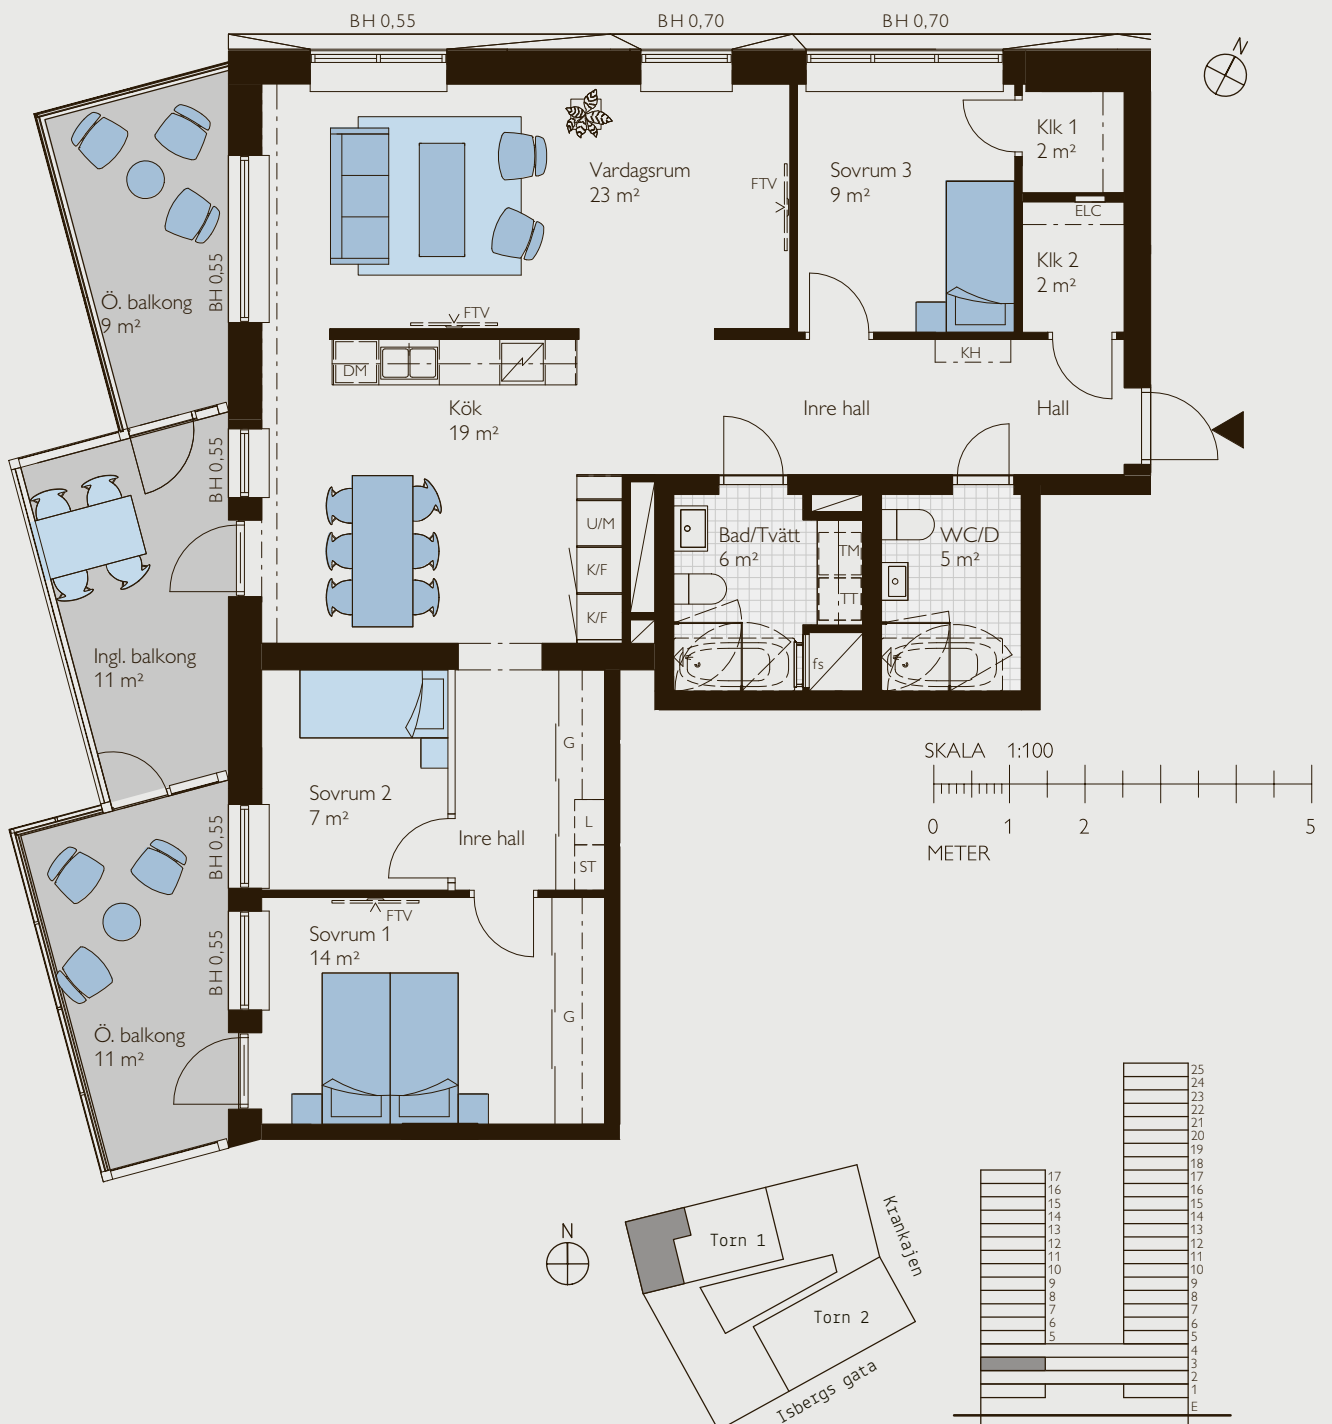 BH 0,55
BH 0,70
BH 0,70
N
Klk 1
2 m²
Vardagsrum
23 m²
FTV
Sovrum 3
9 m²
ELC
Klk 2
2 m²
BH 0,55
Ö. balkong
9 m²
FTV
DM
KH
Kök
19 m²
Inre hall
Hall
BH 0,55
U/M
K/F
K/F
Bad/Tvätt
6 m²
TM
TT
fs
WC/D
5 m²
Ingl. balkong
11 m²
G
SKALA 1:100
0 1 2 5
METER
Sovrum 2
7 m²
BH 0,55
Inre hall
L
ST
FTV
Sovrum 1
14 m²
BH 0,55
G
Ö. balkong
11 m²
N
Torn 1
Torn 2
Krankajen
Isbergs gata
17
16
15
14
13
12
11
10
9
8
7
6
5
25
24
23
22
21
20
19
18
17
16
15
14
13
12
11
10
9
8
7
6
5
4
3
2
1
E